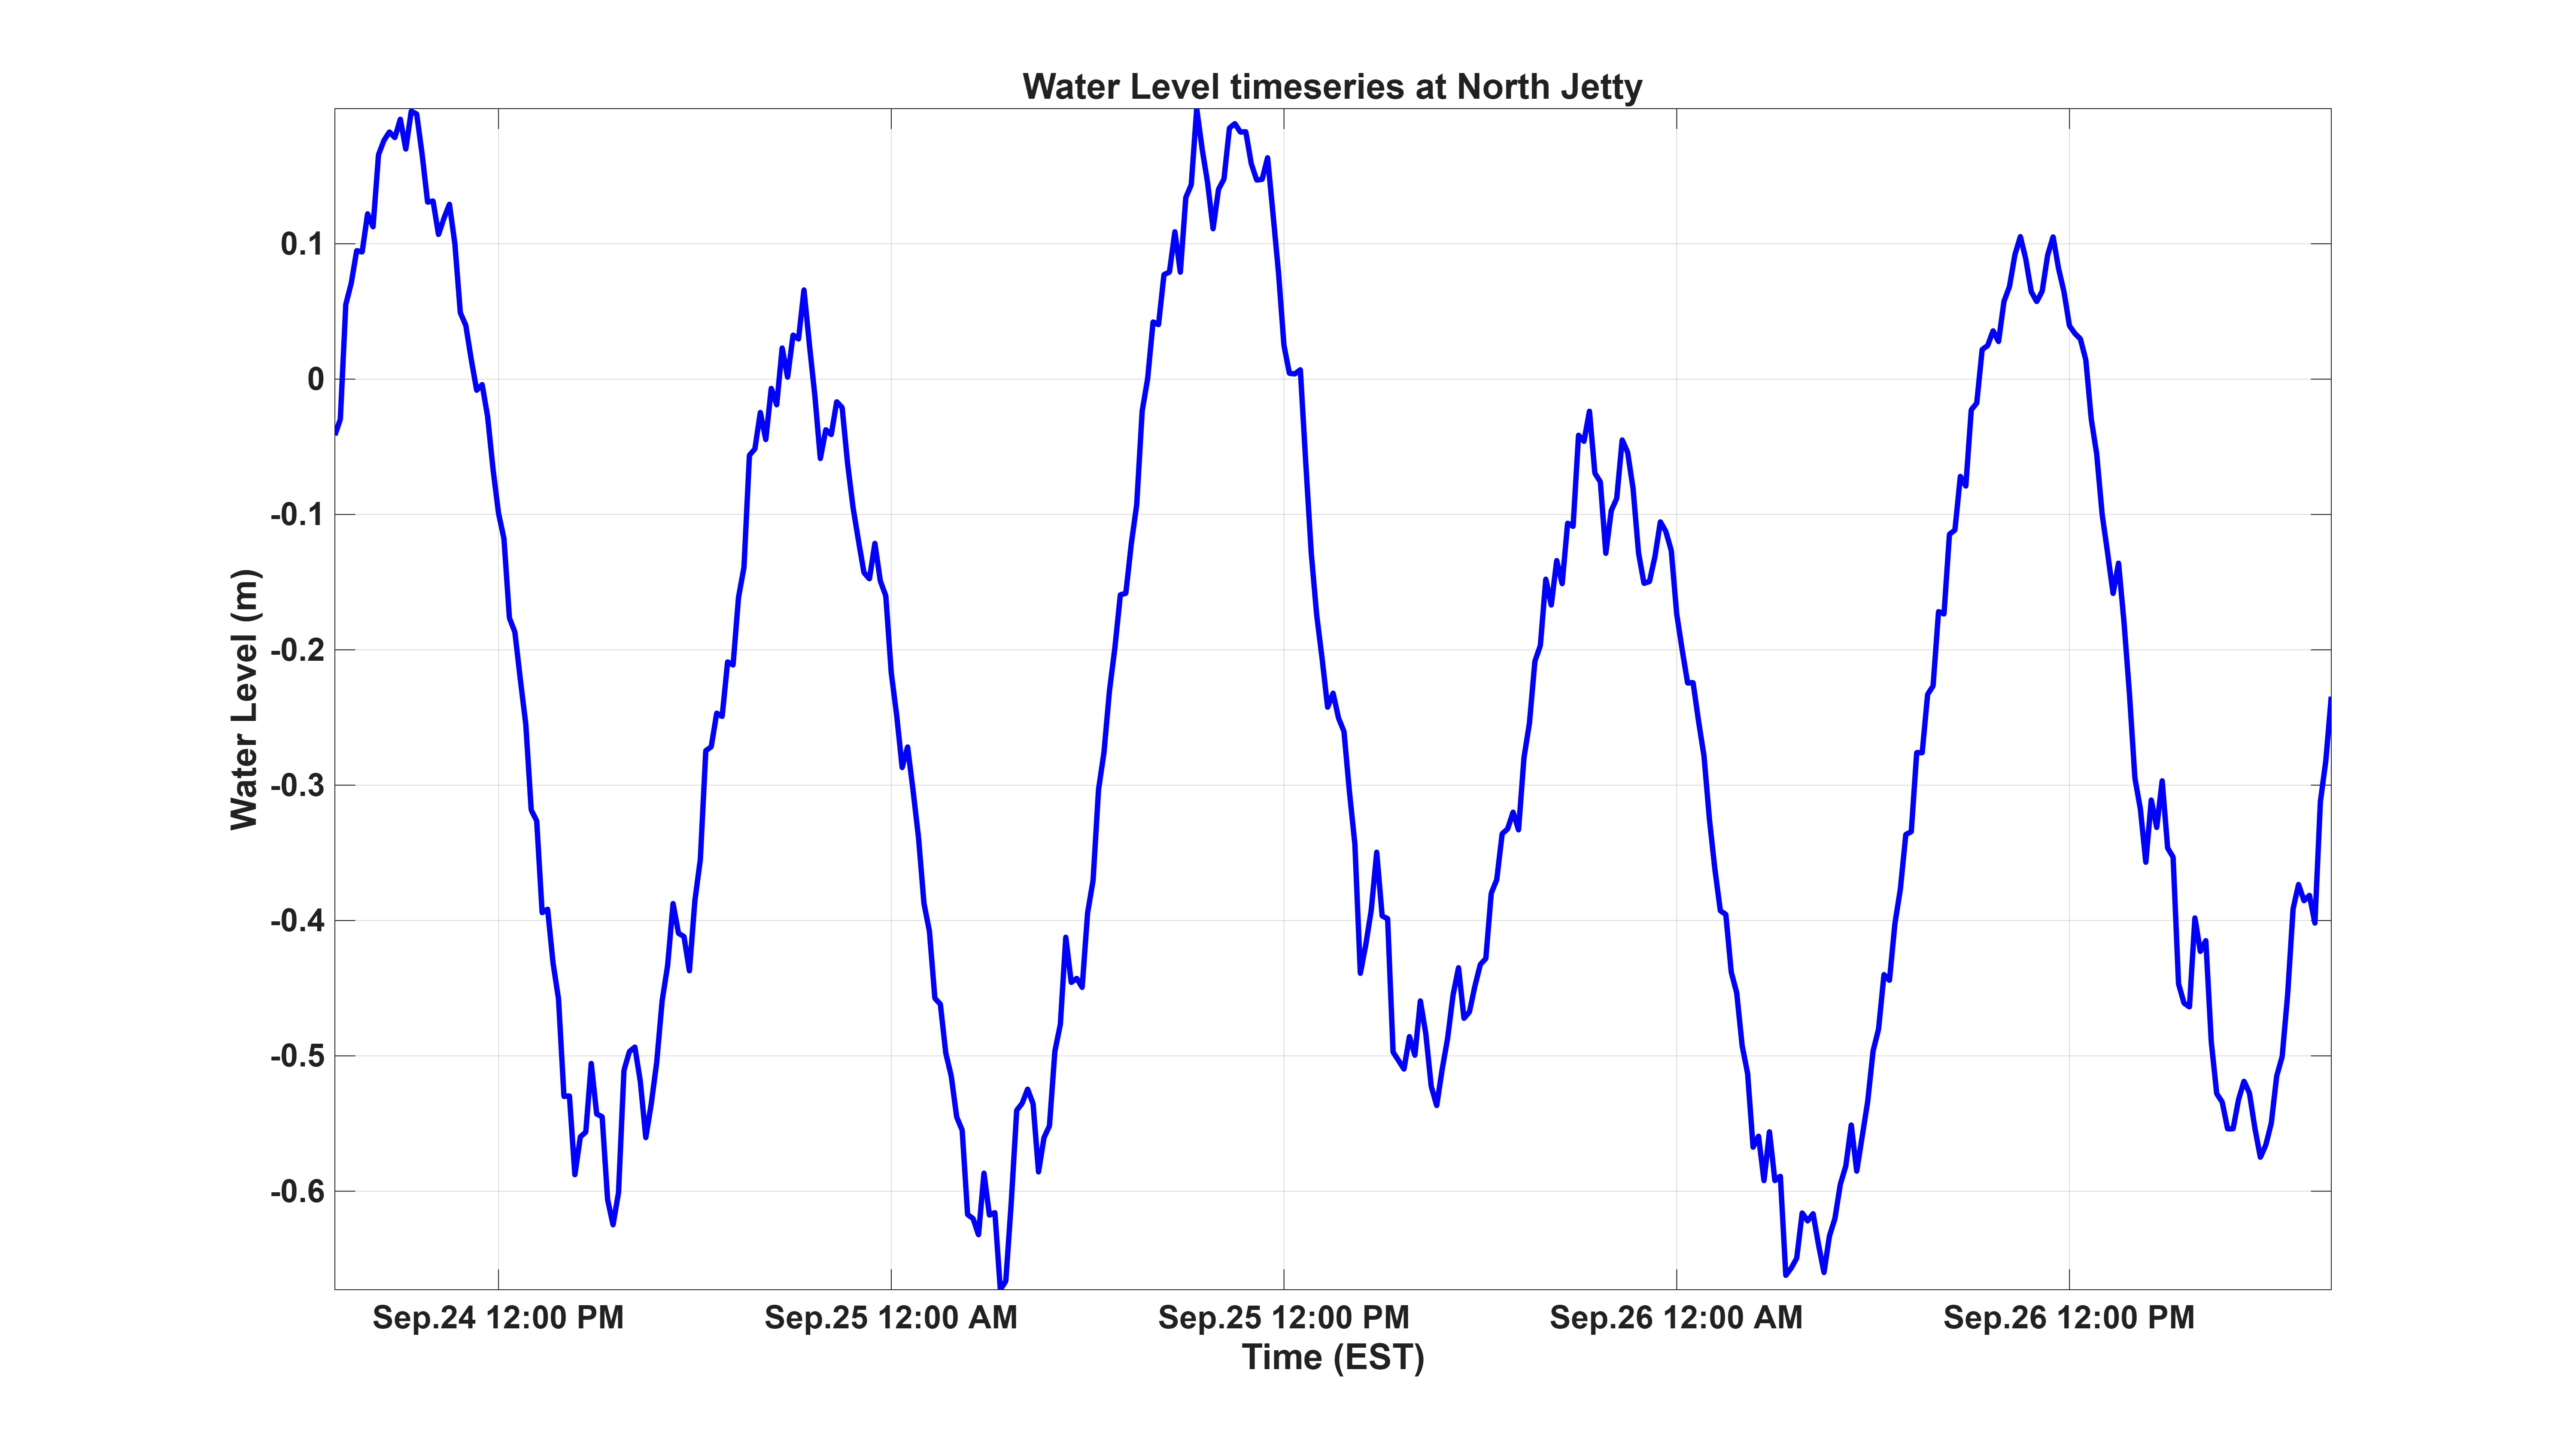 Water Level timeseries at North Jetty
0.1
0
-0.1
-0.2
-0.3
-0.4
-0.5
-0.6
Water Level (m)
Sep.24 12:00 PM
Sep.25 12:00 AM
Sep.25 12:00 PM
Sep.26 12:00 AM
Sep.26 12:00 PM
Time (EST)